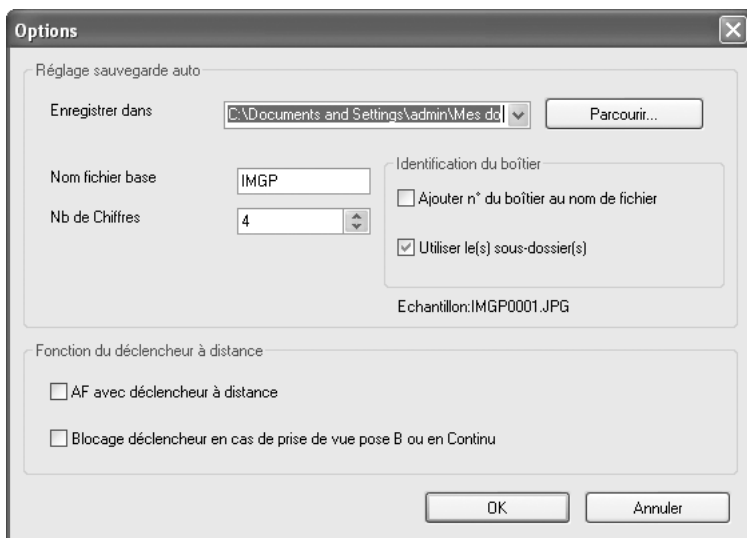 Options
Réglage sauvegarde auto
Enregistrer dans
C:\Documents and Settings\admin\Mes do
Parcourir...
Identification du boîtier
Nom fichier base
IMGP
Ajouter n° du boîtier au nom de fichier
Nb de Chiffres
4
Utiliser le(s) sous-dossier(s)
Echantillon:IMGP0001.JPG
Fonction du déclencheur à distance
AF avec déclencheur à distance
Blocage déclencheur en cas de prise de vue pose B ou en Continu
OK
Annuler